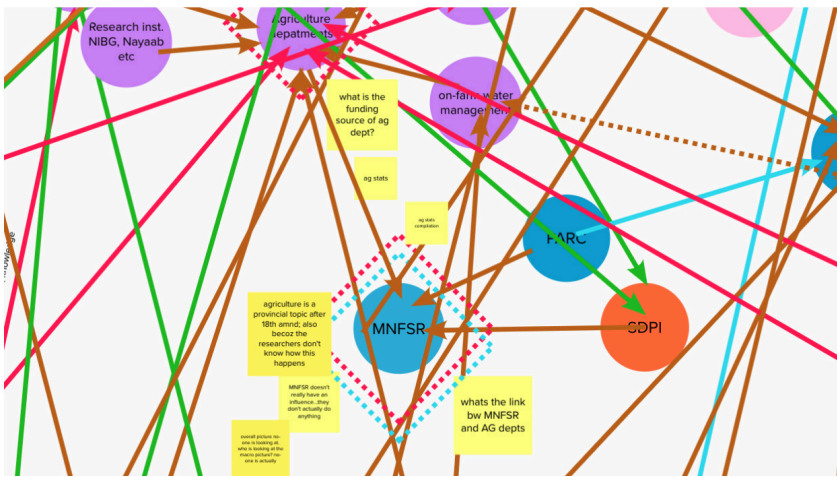 Research inst.
NIBG, Nayaab
etc
Agriculture
depatments
on-farm water
management
what is the
funding
source of ag
dept?
ag stats
ag stats
compilation
PARC
MNFSR
SDPI
agriculture is a
provincial topic after
18th amnd; also
becoz the
researchers don't
know how this
happens
MNFSR doesn't
really have an
influence...they
don't actually do
anything
overall picture no-
one is looking at
who is looking at the
macro picture? no-
one is actually
whats the link
bw MNFSR
and AG depts